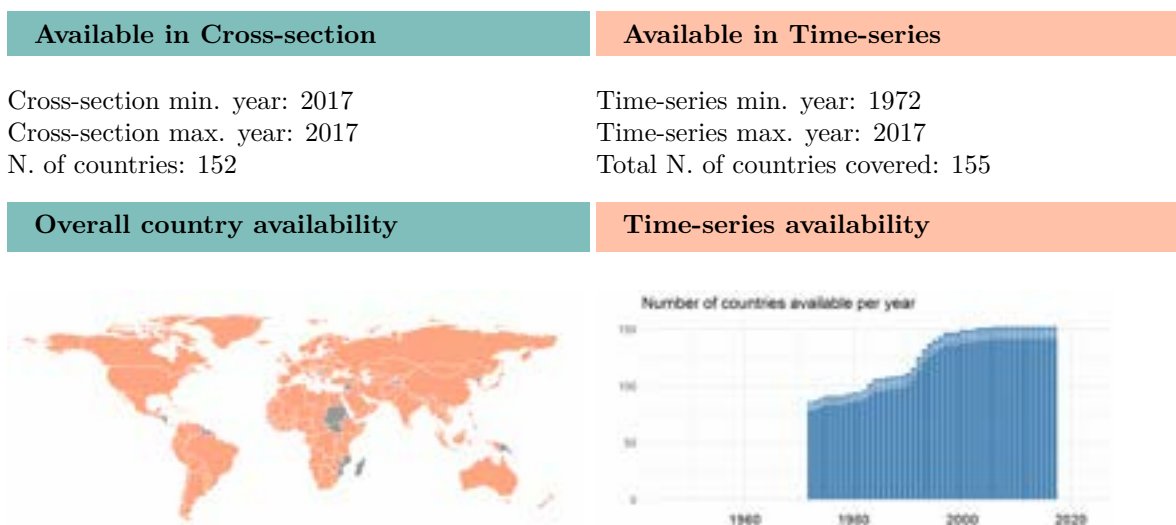 Available in Cross-section
Available in Time-series
Cross-section min. year: 2017
Cross-section max. year: 2017
N. of countries: 152
Time-series min. year: 1972
Time-series max. year: 2017
Total N. of countries covered: 155
Overall country availability
Time-series availability
Number of countries available per year
150
100
50
0
1960
1980
2000
2020